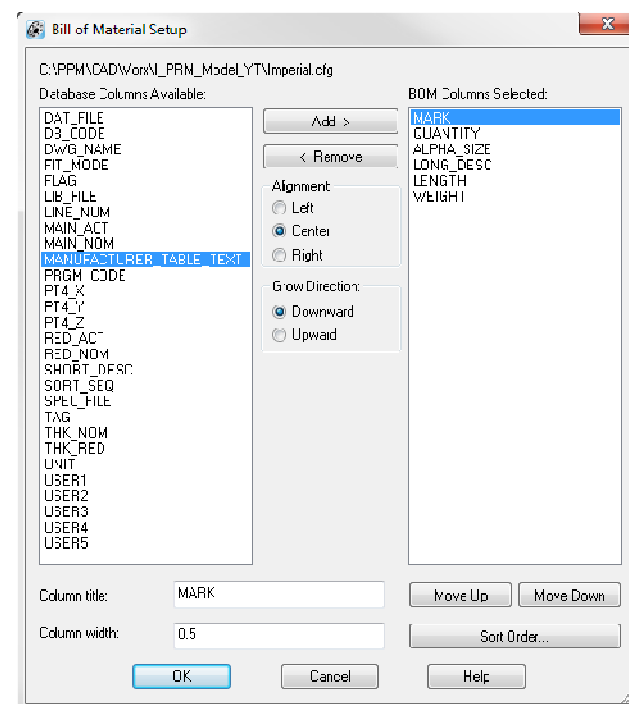 Bill of Material Setup
C:\PPM\CADWorx\I_PRM_Model_YT\Imperial.cfg
Database Columns Available:
DAT_FILE
DB_CODE
DWG_NAME
FIT_MODE
FLAG
LIB_FILE
LINE_NUM
MAIN_ACT
MAIN_NOM
MANUFACTURER_TABLE_TEXT
PRGM_CODE
PT4_X
PT4_Y
PT4_Z
RED_ACT
RED_NOM
SHORT_DESC
SORT_SEQ
SPEC_FILE
TAG
THK_NOM
THK_RED
UNIT
USER1
USER2
USER3
USER4
USER5
Add >
< Remove
Alignment
Left
Center
Right
Grow Direction:
Downward
Upward
BOM Columns Selected:
MARK
QUANTITY
ALPHA_SIZE
LONG_DESC
LENGTH
WEIGHT
Column title:
MARK
Move Up
Move Down
Column width:
0.5
Sort Order...
OK
Cancel
Help